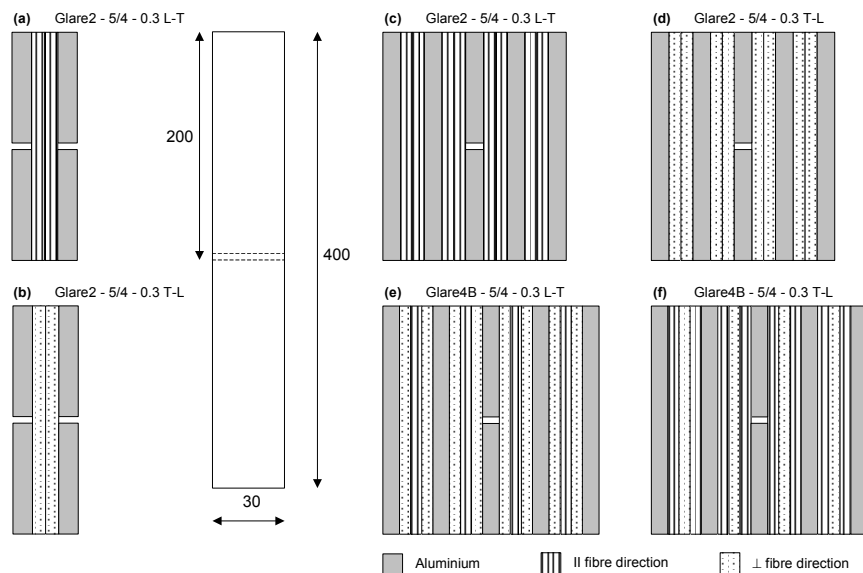 (a) Glare2 - 5/4 - 0.3 L-T
(c) Glare2 - 5/4 - 0.3 L-T
(d) Glare2 - 5/4 - 0.3 T-L
200
400
(b) Glare2 - 5/4 - 0.3 T-L
(e) Glare4B - 5/4 - 0.3 L-T
(f) Glare4B - 5/4 - 0.3 T-L
30
Aluminium
II fibre direction
⊥ fibre direction